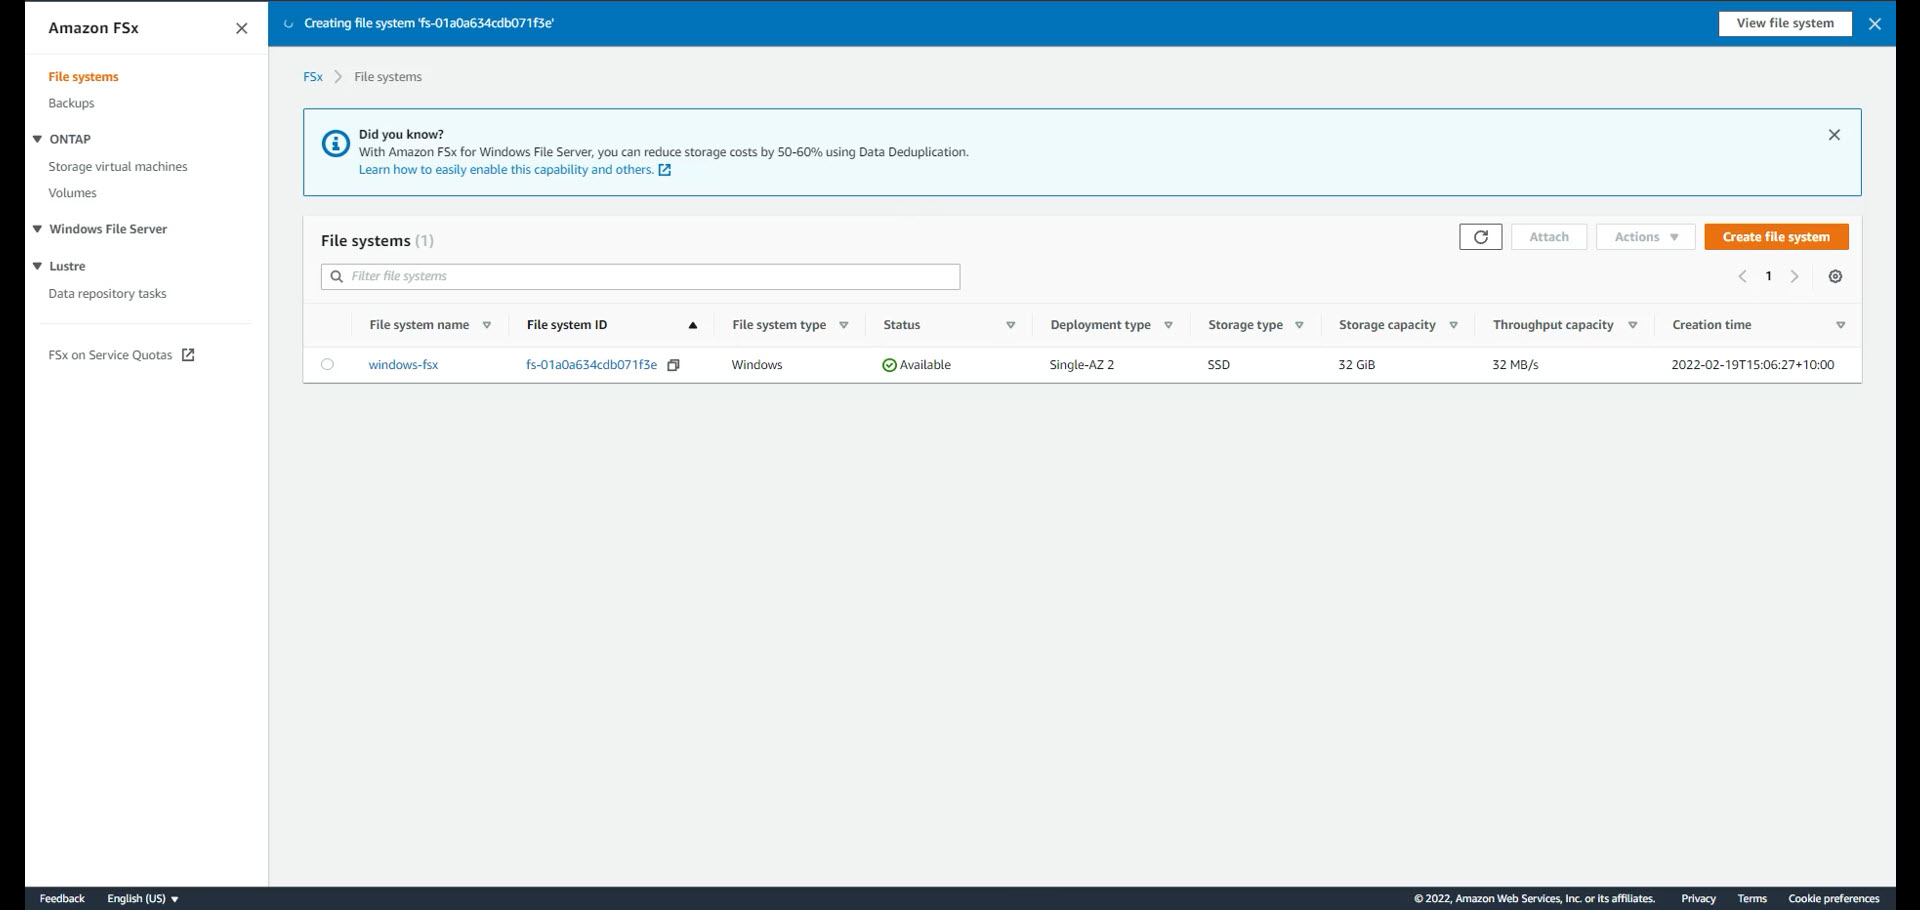 Amazon FSx
File systems
Backups
ONTAP
Storage virtual machines
Volumes
Windows File Server
Lustre
Data repository tasks
FSx on Service Quotas
Creating file system 'fs-01a0a634cdb071f3e'
View file system
FSx File systems
Did you know?
With Amazon FSx for Windows File Server, you can reduce storage costs by 50-60% using Data Deduplication.
Learn how to easily enable this capability and others.
File systems (1)
Attach Actions Create file system
Filter file systems
1
File system name File system ID File system type Status Deployment type Storage type Storage capacity Throughput capacity Creation time
windows-fsx fs-01a0a634cdb071f3e Windows Available Single-AZ 2 SSD 32 GiB 32 MB/s 2022-02-19T15:06:27+10:00
Feedback English (US) © 2022, Amazon Web Services, Inc. or its affiliates. Privacy Terms Cookie preferences